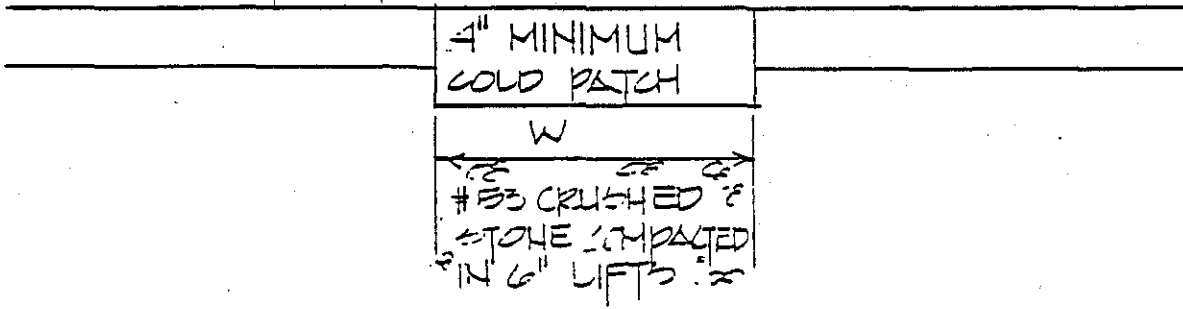 4" MINIMUM
COLD PATCH
W
#53 CRUSHED
STONE COMPACTED
IN 6" LIFTS